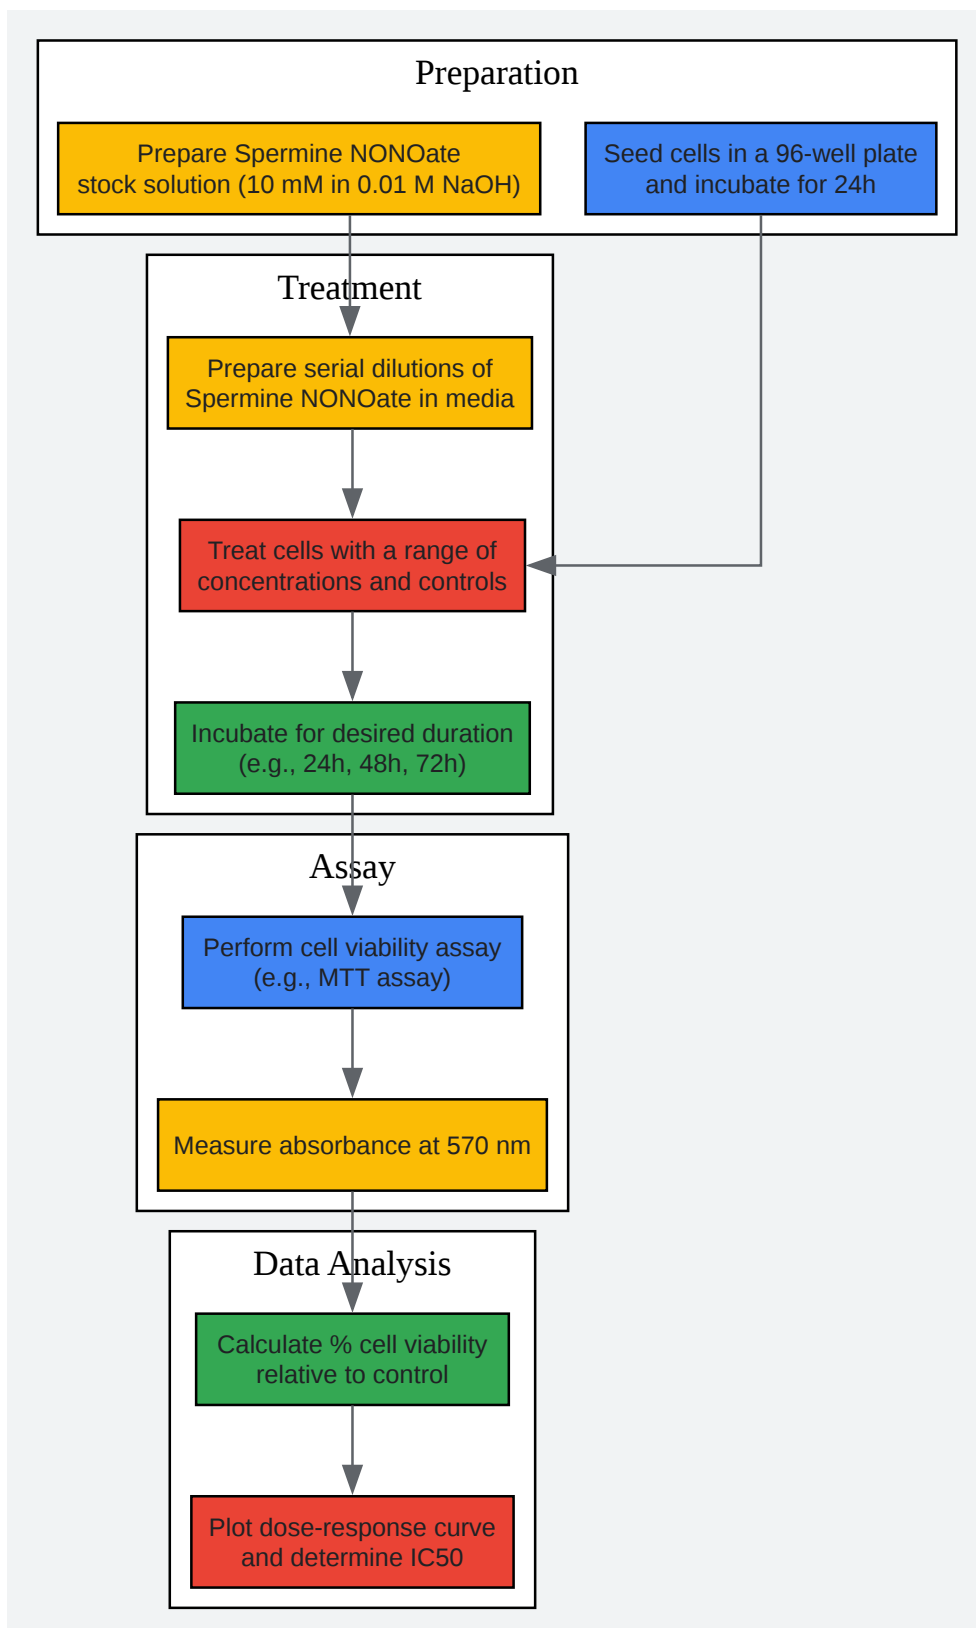 Preparation
Prepare Spermine NONOate
stock solution (10 mM in 0.01 M NaOH)
Seed cells in a 96-well plate
and incubate for 24h
Treatment
Prepare serial dilutions of
Spermine NONOate in media
Treat cells with a range of
concentrations and controls
Incubate for desired duration
(e.g., 24h, 48h, 72h)
Assay
Perform cell viability assay
(e.g., MTT assay)
Measure absorbance at 570 nm
Data Analysis
Calculate % cell viability
relative to control
Plot dose-response curve
and determine IC50